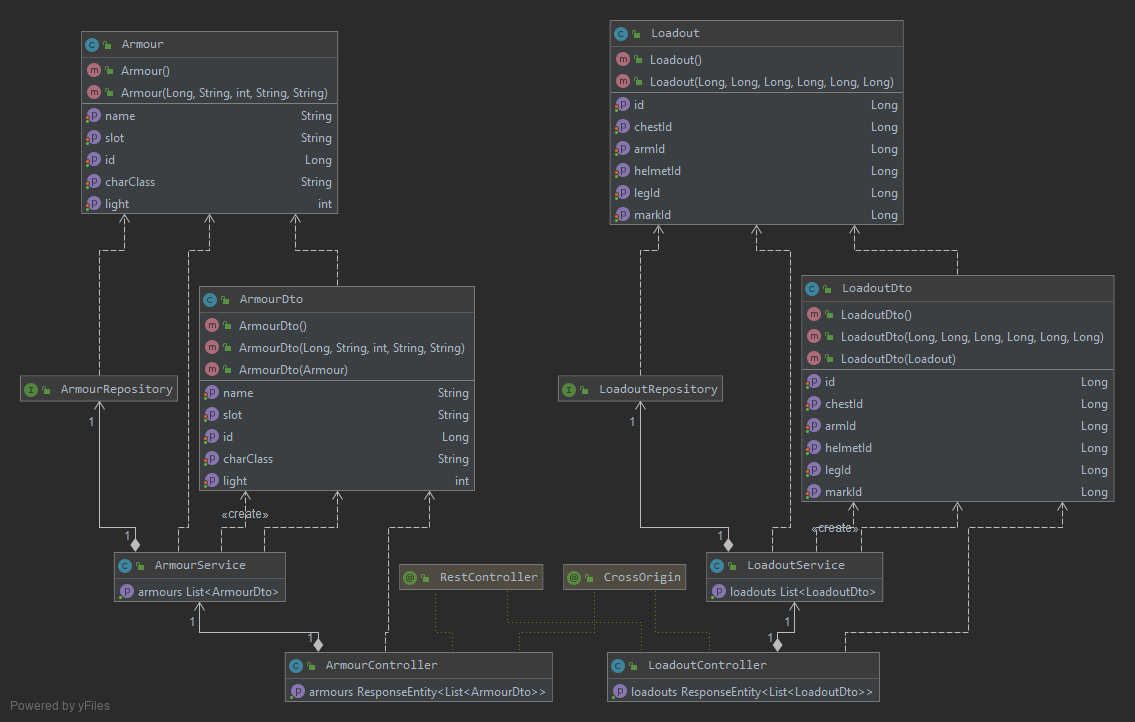 Armour
Armour()
Armour(Long, String, int, String, String)
name String
slot String
id Long
charClass String
light int
Loadout
Loadout()
Loadout(Long, Long, Long, Long, Long, Long)
id Long
chestId Long
armId Long
helmetId Long
legId Long
markId Long
ArmourDto
ArmourDto()
ArmourDto(Long, String, int, String, String)
ArmourDto(Armour)
name String
slot String
id Long
charClass String
light int
LoadoutDto
LoadoutDto()
LoadoutDto(Long, Long, Long, Long, Long, Long)
LoadoutDto(Loadout)
id Long
chestId Long
armId Long
helmetId Long
legId Long
markId Long
ArmourRepository
LoadoutRepository
1
1
«create»
«create»
1
1
ArmourService
armours List<ArmourDto>
RestController
CrossOrigin
LoadoutService
loadouts List<LoadoutDto>
1
1
1
1
ArmourController
armours ResponseEntity<List<ArmourDto>>
LoadoutController
loadouts ResponseEntity<List<LoadoutDto>>
Powered by yFiles